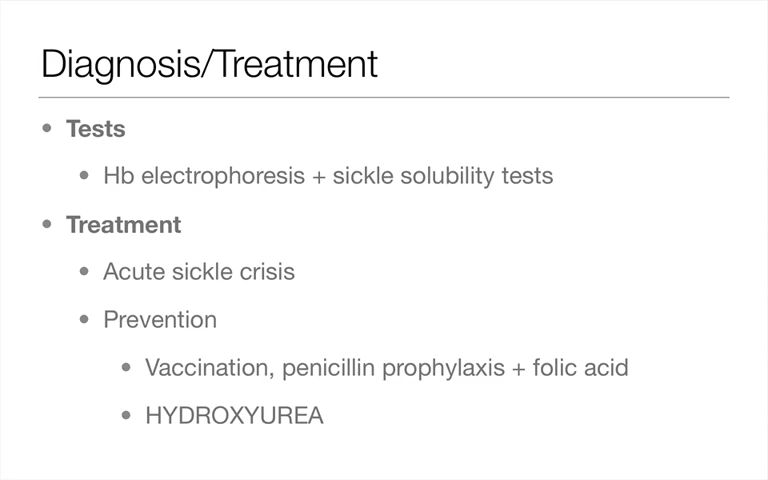 Diagnosis/Treatment
• Tests
• Hb electrophoresis + sickle solubility tests
• Treatment
• Acute sickle crisis
• Prevention
• Vaccination, penicillin prophylaxis + folic acid
• HYDROXYUREA